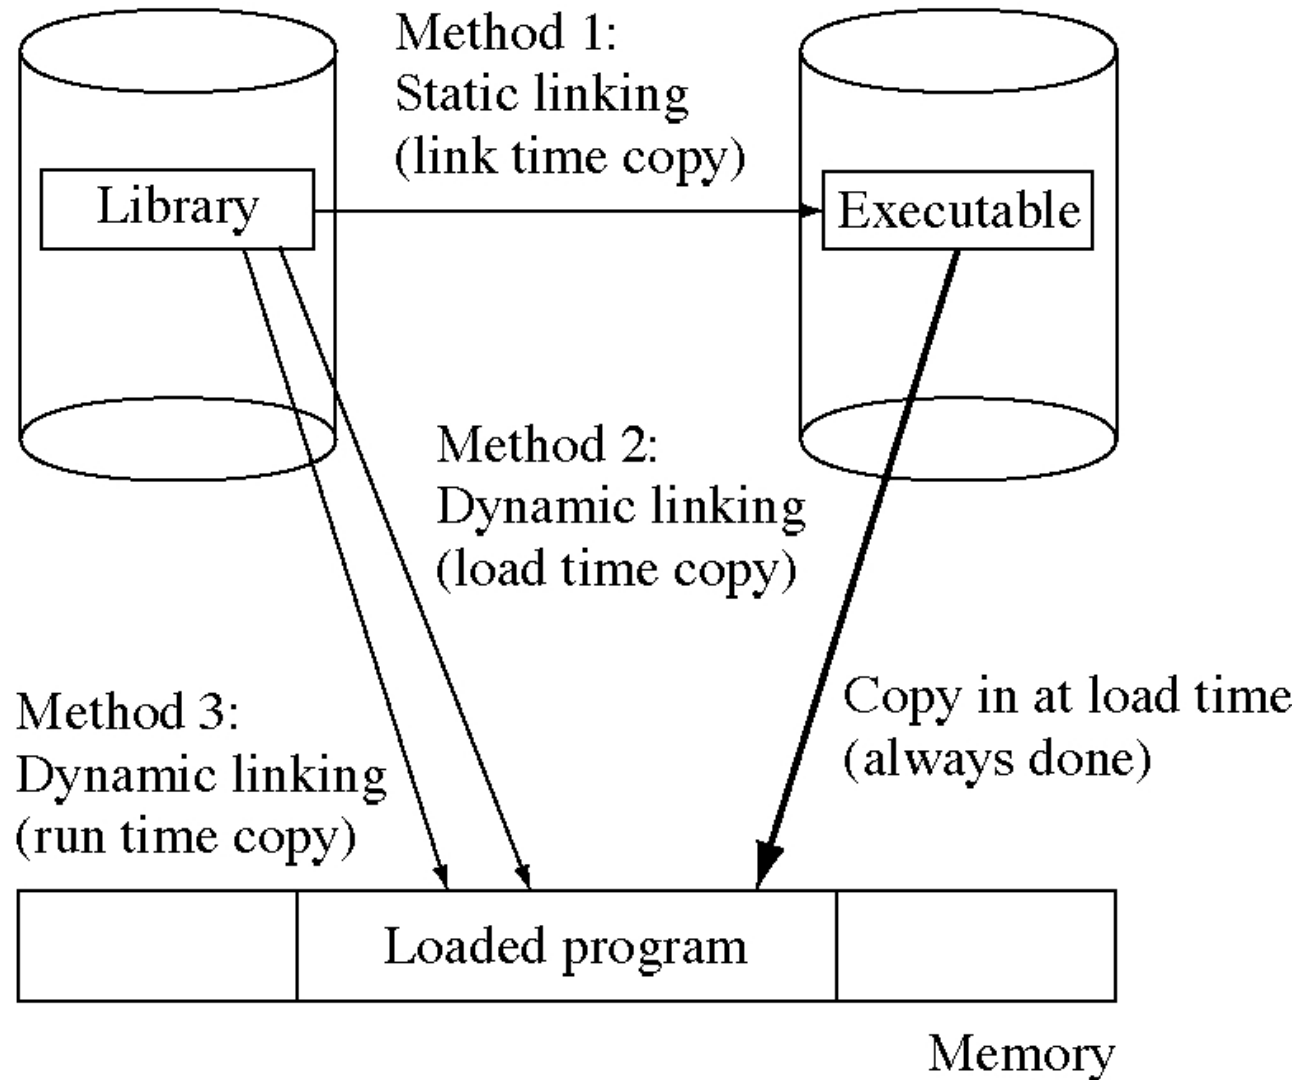 Method 1:
Static linking
(link time copy)
Library
Executable
Method 2:
Dynamic linking
(load time copy)
Method 3:
Dynamic linking
(run time copy)
Copy in at load time
(always done)
Loaded program
Memory